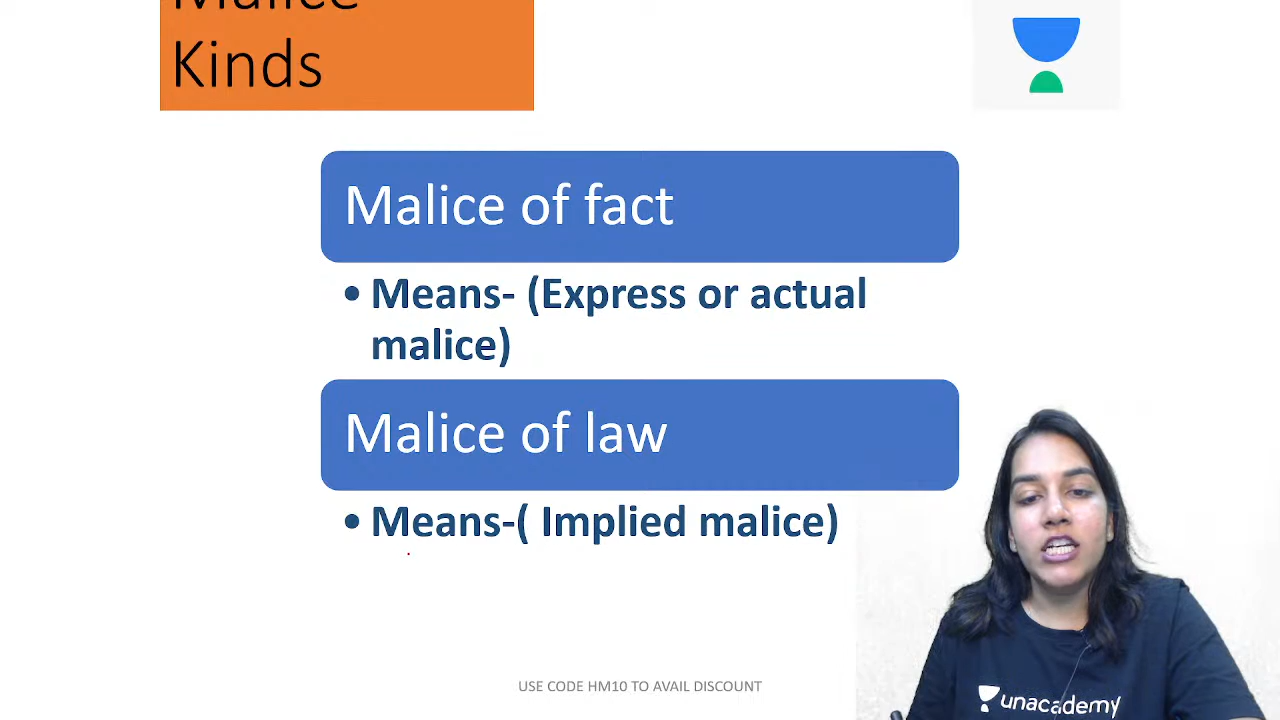 Malice
Kinds
Malice of fact
• Means- (Express or actual
malice)
Malice of law
• Means-( Implied malice)
unacademy
USE CODE HM10 TO AVAIL DISCOUNT